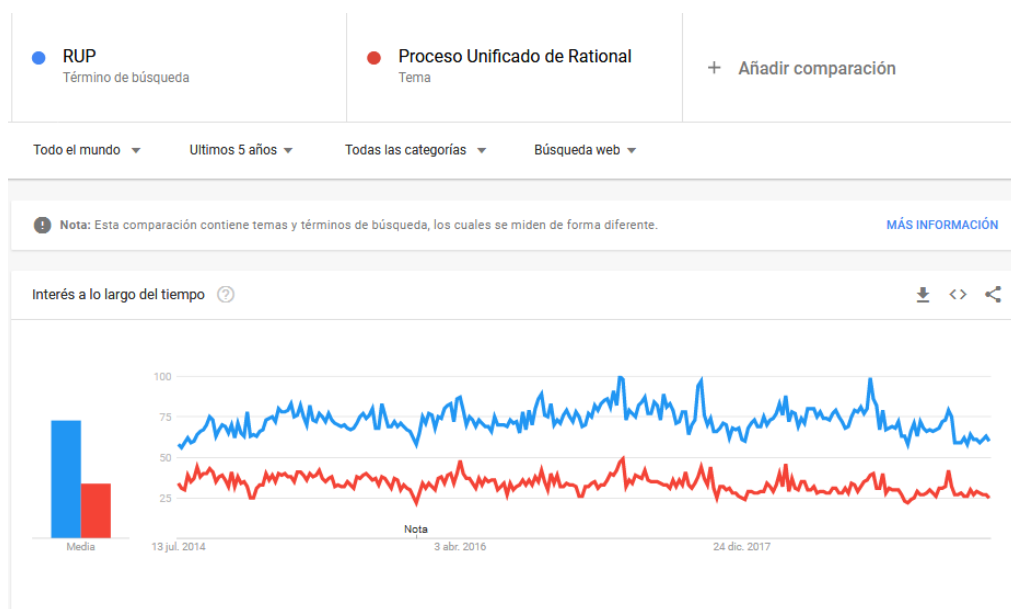 RUP
Término de búsqueda
Proceso Unificado de Rational
Tema
+ Añadir comparación
Todo el mundo
Ultimos 5 años
Todas las categorías
Búsqueda web
Nota: Esta comparación contiene temas y términos de búsqueda, los cuales se miden de forma diferente.
MÁS INFORMACIÓN
Interés a lo largo del tiempo
100
75
50
25
Nota
Media
13 jul. 2014
3 abr. 2016
24 dic. 2017